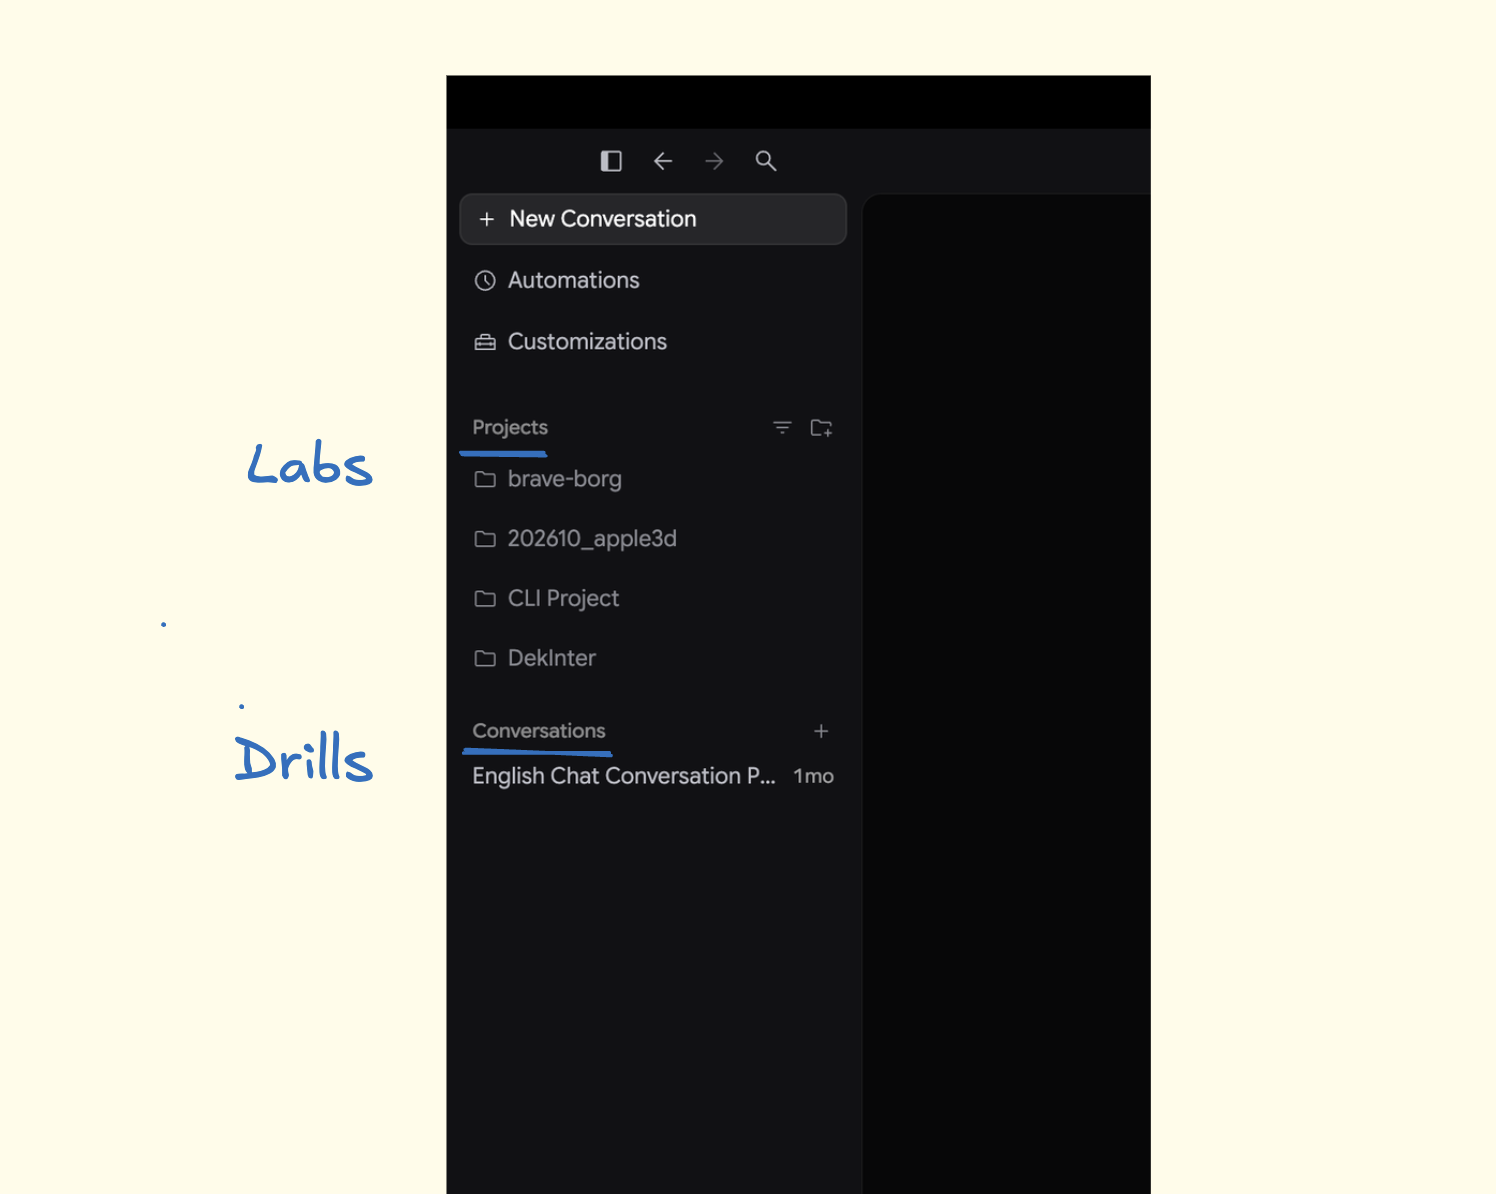 New Conversation
Automations
Customizations
Projects
Labs
brave-borg
202610_apple3d
CLI Project
DekInter
Conversations
Drills
English Chat Conversation P... 1mo